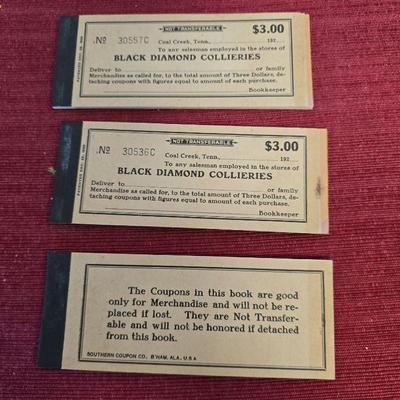 .Nº 30557C
NOT TRANSFERABLE
$3.00
Coal Creek, Tenn., 192
To any salesman employed in the stores of
BLACK DIAMOND COLLIERIES
Deliver to or family
Merchandise as called for, to the total amount of Three Dollars, de-
taching coupons with figures equal to amount of each purchase.
Bookkeeper
Nº 30536C
NOT TRANSFERABLE
$3.00
Coal Creek, Tenn., 192
To any salesman employed in the stores of
BLACK DIAMOND COLLIERIES
Deliver to or family
Merchandise as called for, to the total amount of Three Dollars, de-
taching coupons with figures equal to amount of each purchase.
Bookkeeper
The Coupons in this book are good
only for Merchandise and will not be re-
placed if lost. They are Not Transfer-
able and will not be honored if detached
from this book.
SOUTHERN COUPON CO., B'HAM, ALA., U S A